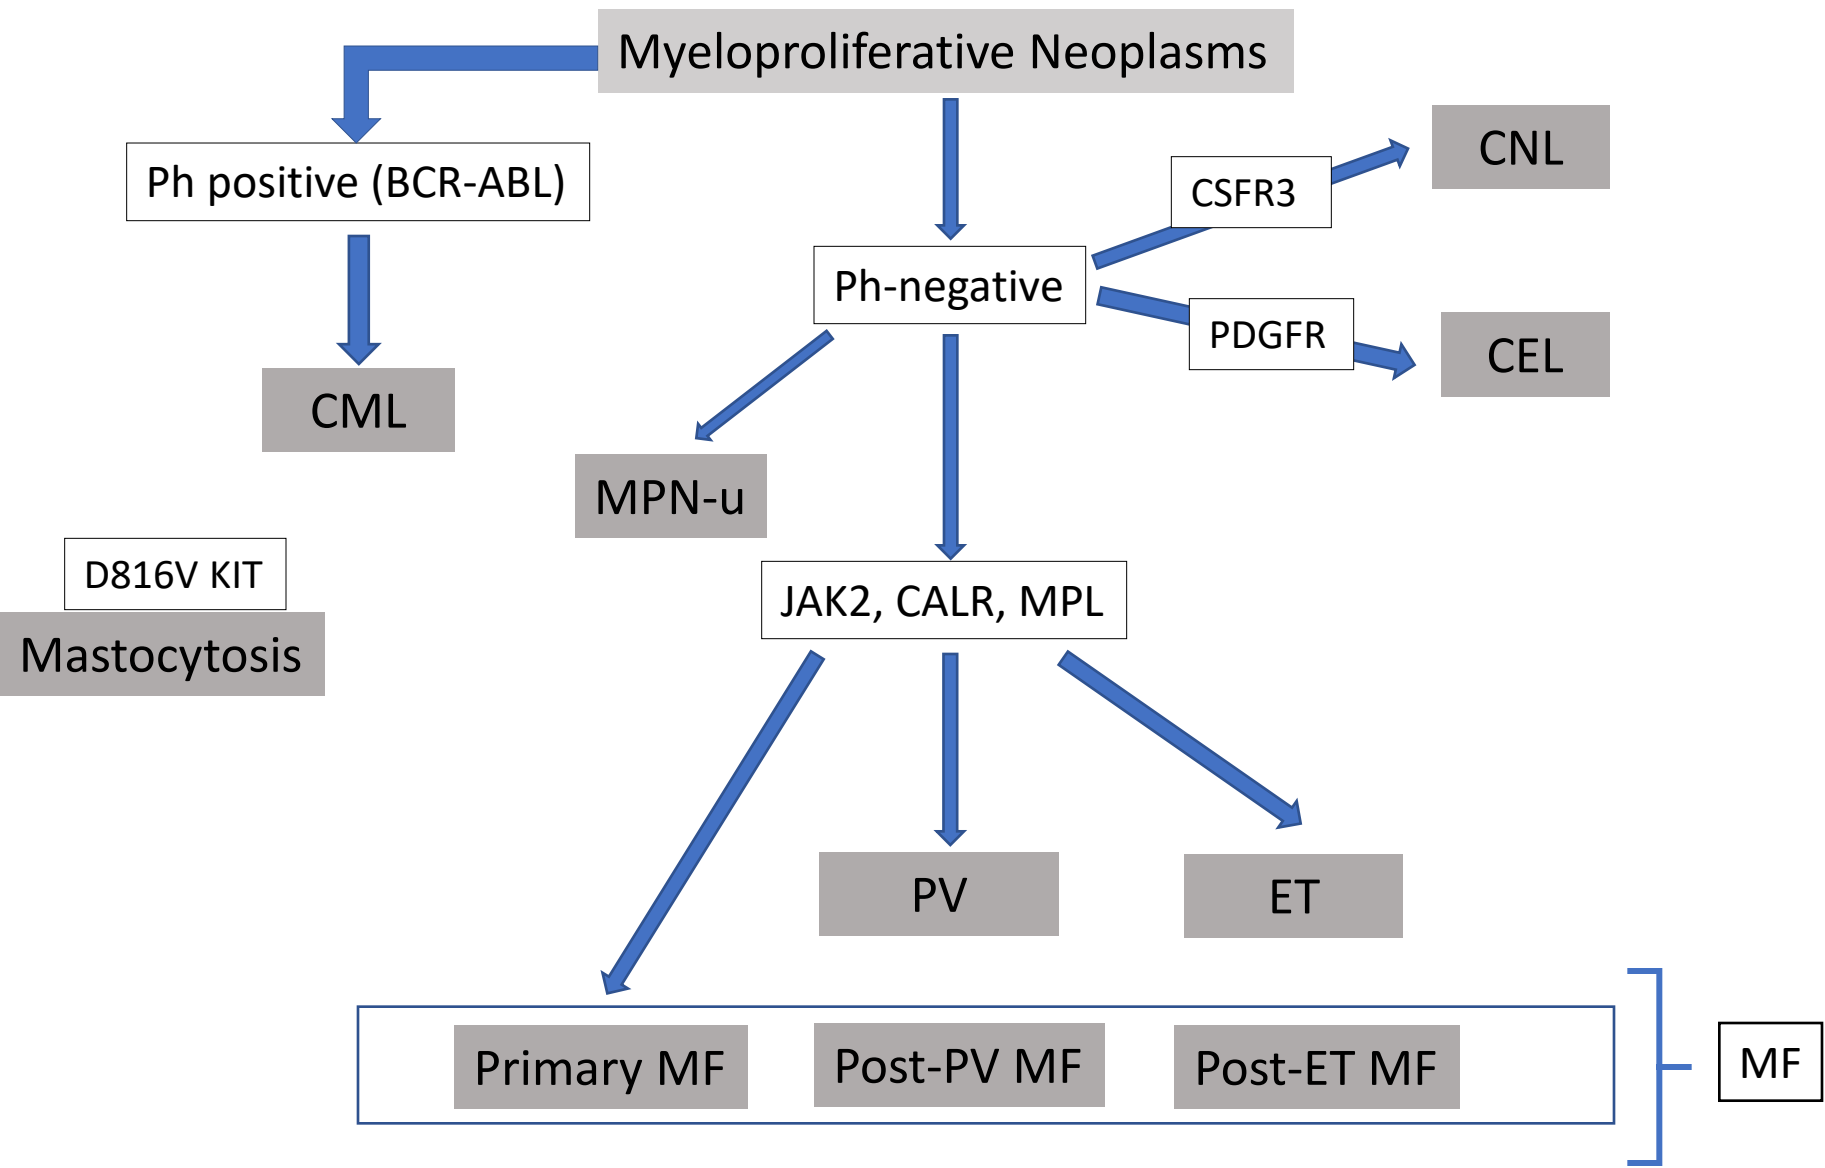 Myeloproliferative Neoplasms
Ph positive (BCR-ABL)
CML
Ph-negative
CSFR3
CNL
PDGFR
CEL
MPN-u
D816V KIT
Mastocytosis
JAK2, CALR, MPL
PV
ET
Primary MF
Post-PV MF
Post-ET MF
MF